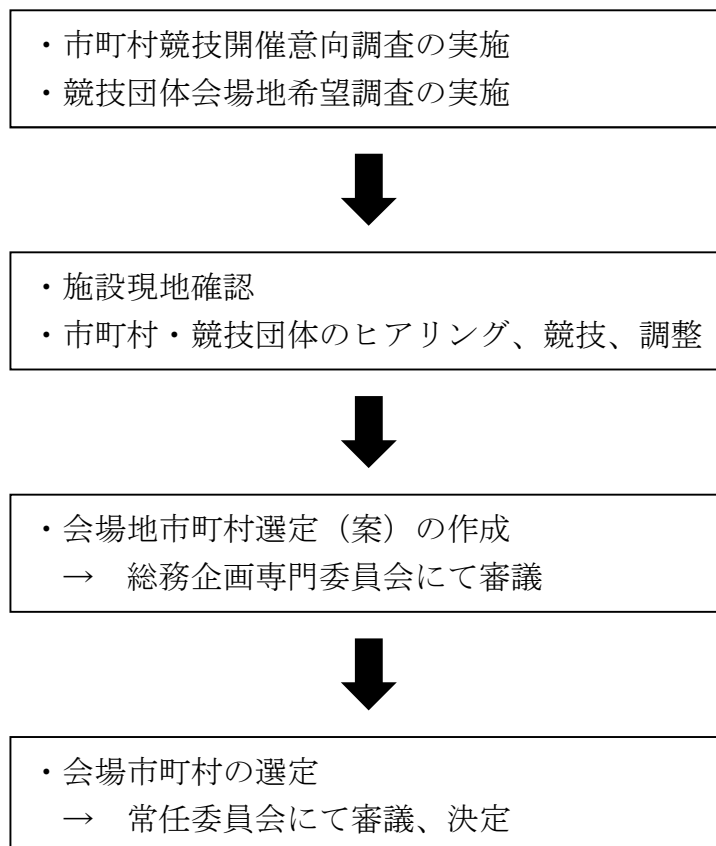 ・市町村競技開催意向調査の実施
・競技団体会場地希望調査の実施
・施設現地確認
・市町村・競技団体のヒアリング、競技、調整
・会場地市町村選定（案）の作成
→　総務企画専門委員会にて審議
・会場市町村の選定
→　常任委員会にて審議、決定